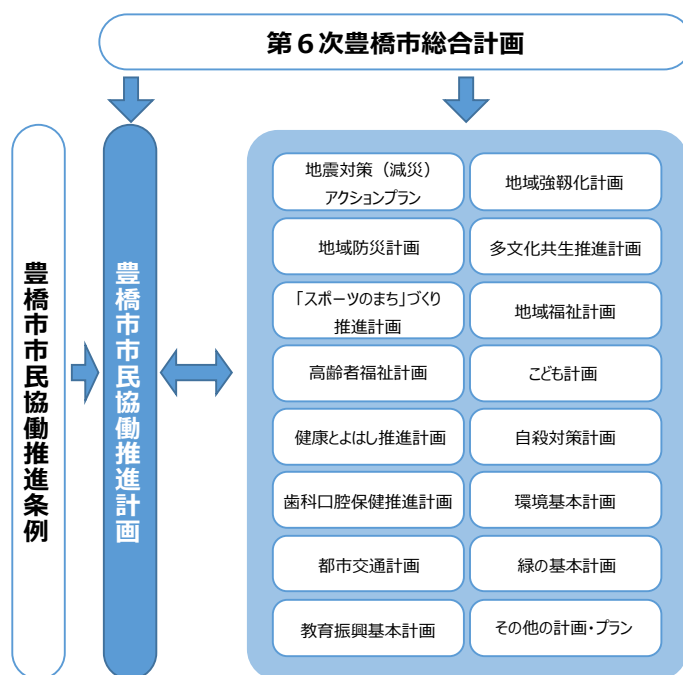 第６次豊橋市総合計画
豊橋市市民協働推進条例
豊橋市市民協働推進計画
地震対策（減災）
アクションプラン
地域強靱化計画
地域防災計画
多文化共生推進計画
「スポーツのまち」づくり
推進計画
地域福祉計画
高齢者福祉計画
こども計画
健康とよはし推進計画
自殺対策計画
歯科口腔保健推進計画
環境基本計画
都市交通計画
緑の基本計画
教育振興基本計画
その他の計画・プラン